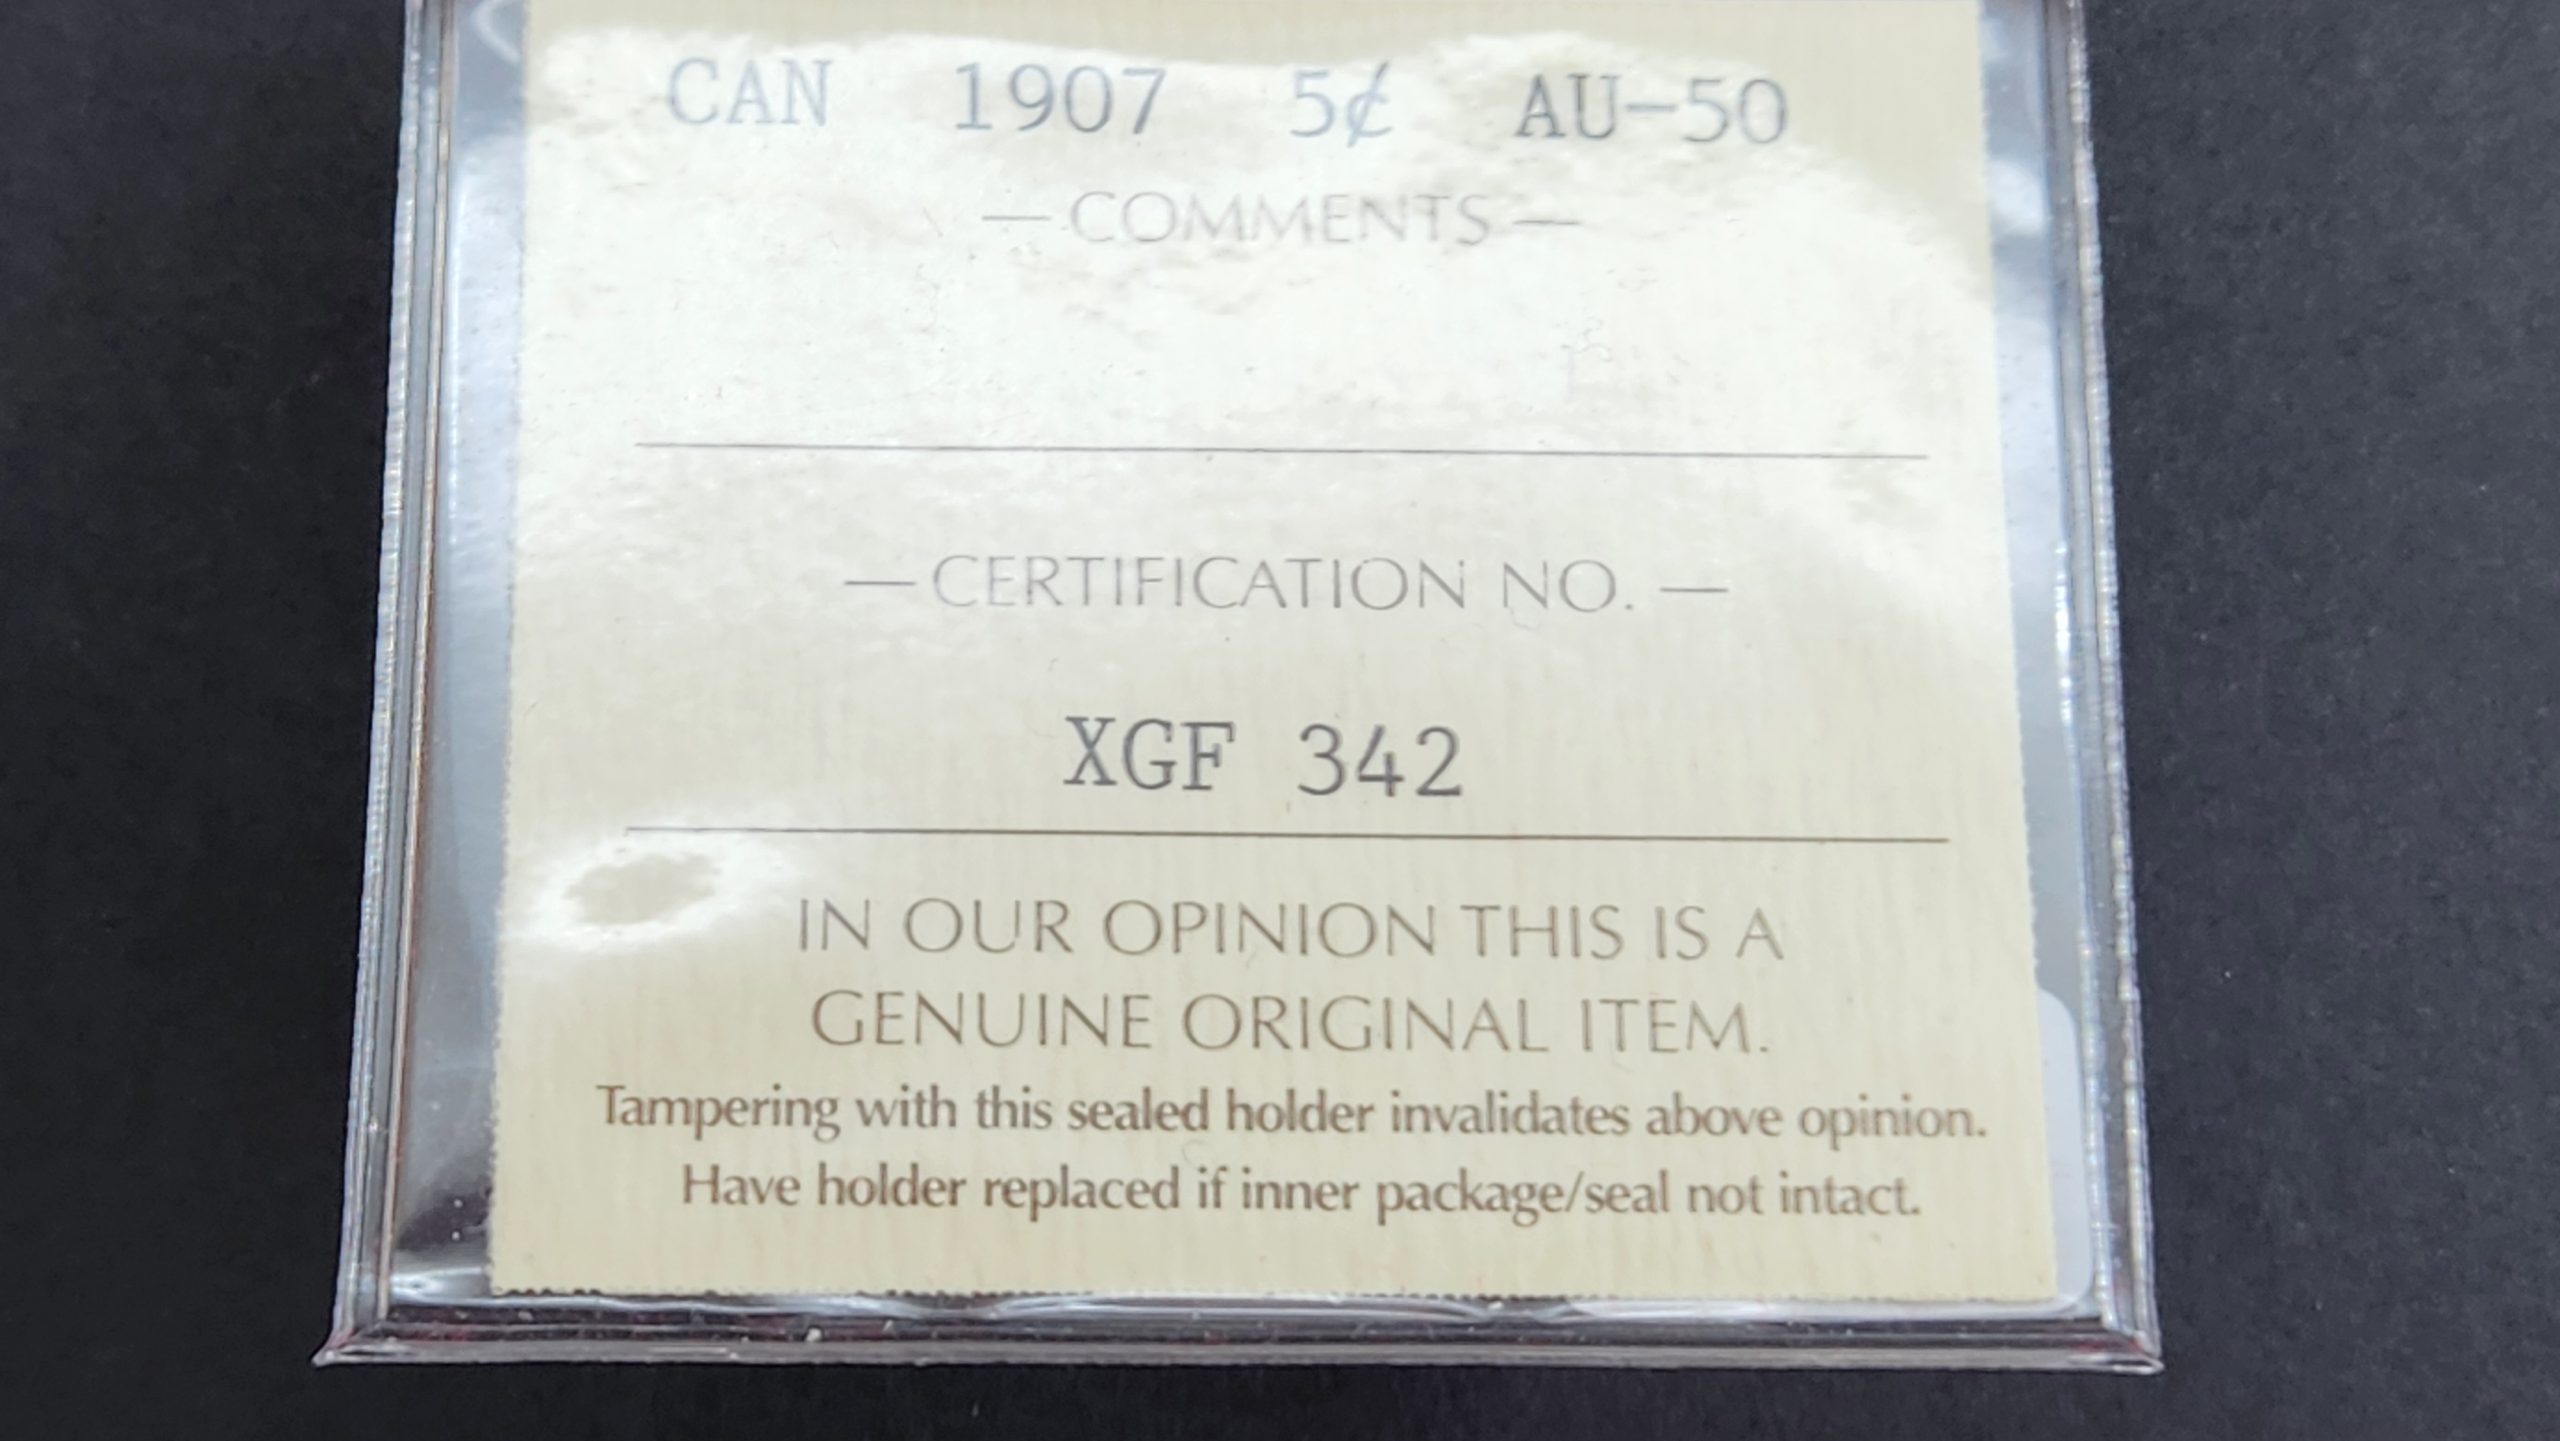 CAN 1907 5¢ AU-50
— COMMENTS —
— CERTIFICATION NO. —
XGF 342
IN OUR OPINION THIS IS A
GENUINE ORIGINAL ITEM.
Tampering with this sealed holder invalidates above opinion.
Have holder replaced if inner package/seal not intact.